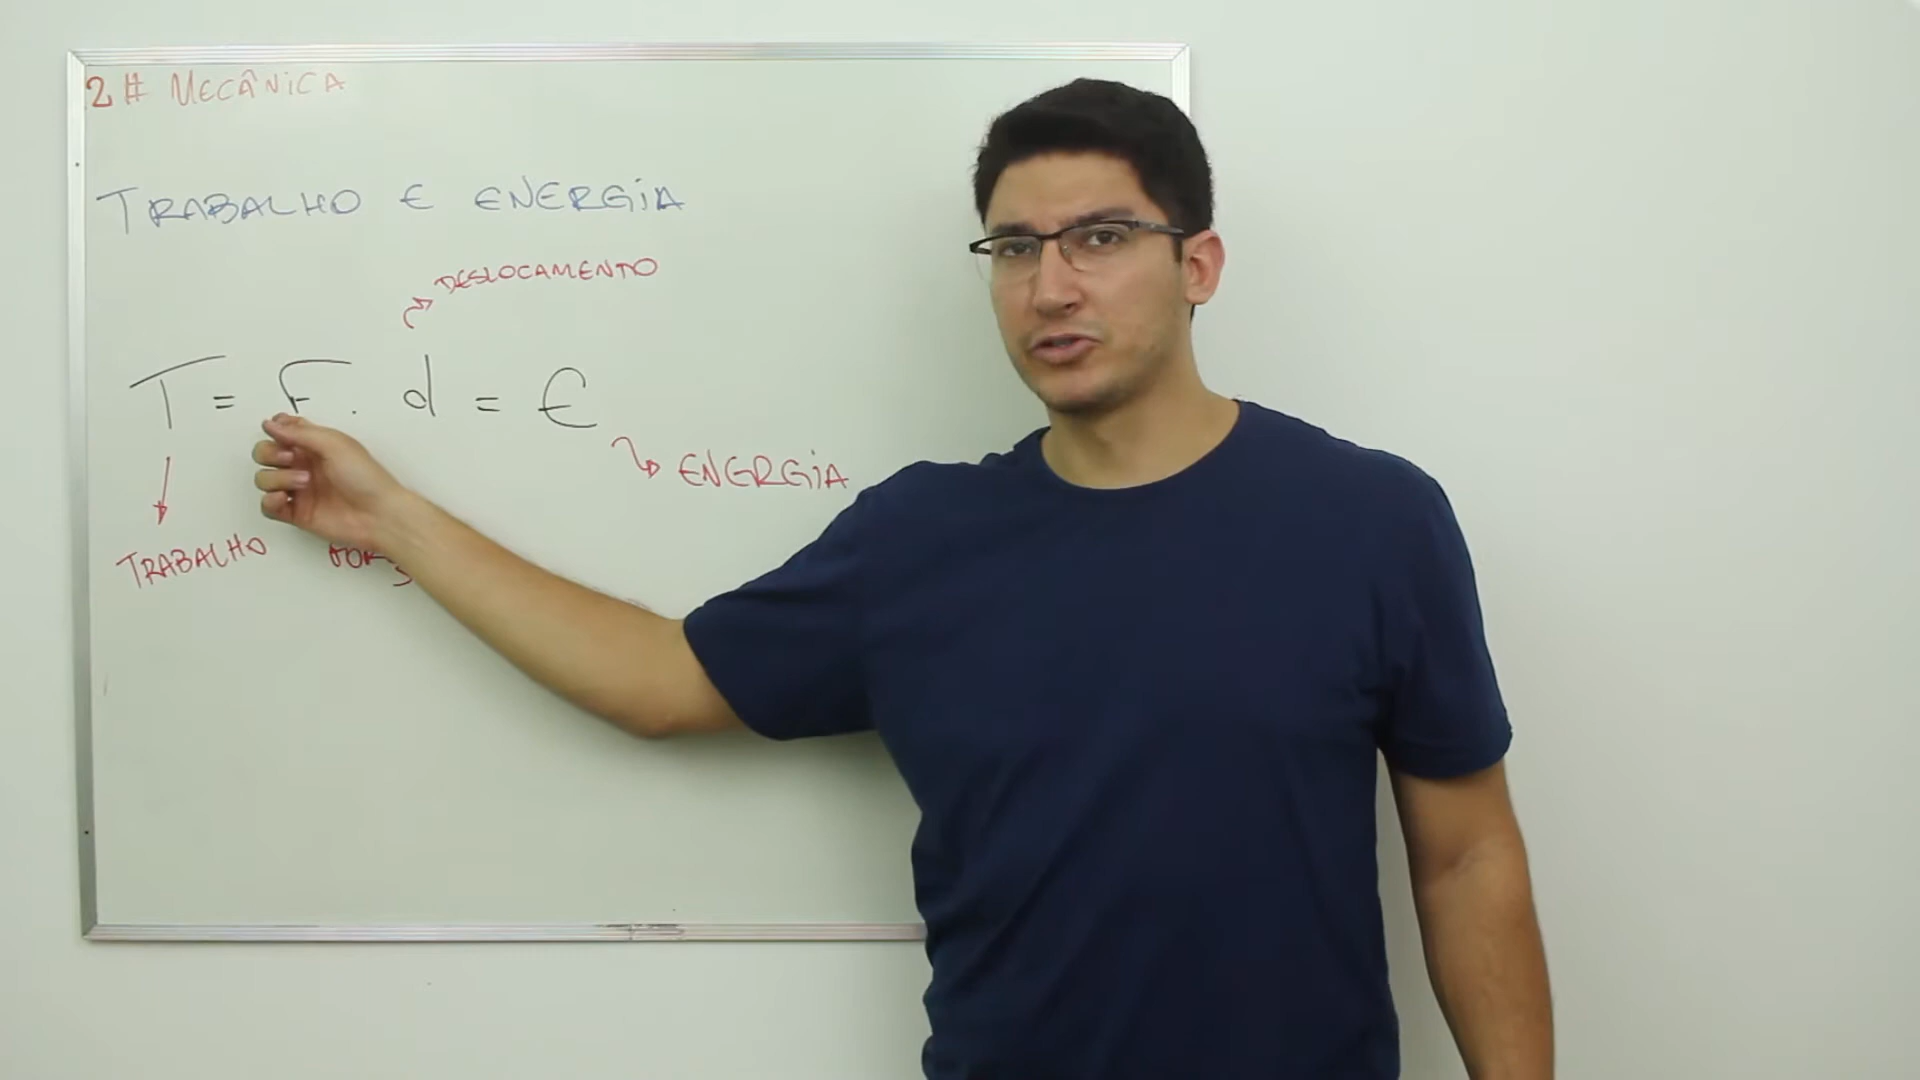 2# MECÂNICA
TRABALHO E ENERGIA
DESLOCAMENTO
T = F . d = E
ENERGIA
TRABALHO